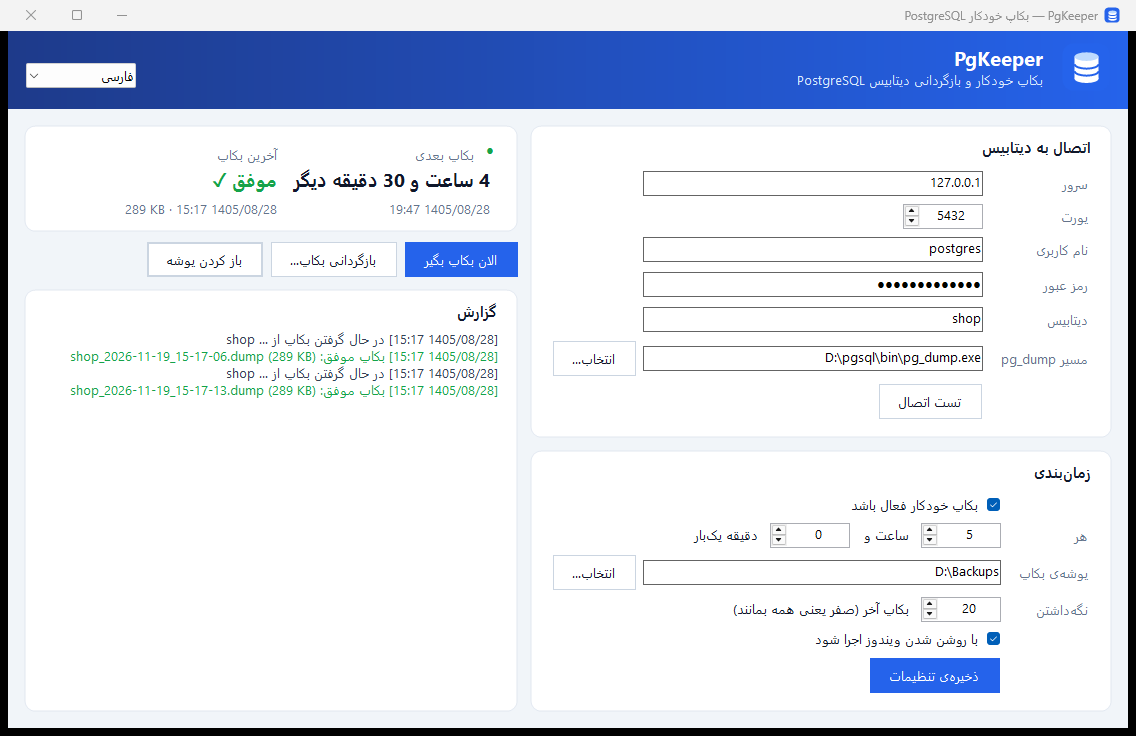 PgKeeper — بکاپ خودکار PostgreSQL
PgKeeper
بکاپ خودکار و بازگردانی دیتابیس PostgreSQL
فارسی
اتصال به دیتابیس
سرور
127.0.0.1
پورت
5432
نام کاربری
postgres
رمز عبور
●●●●●●●●●●●●●
دیتابیس
shop
مسیر pg_dump
D:\pgsql\bin\pg_dump.exe
انتخاب...
تست اتصال
زمان‌بندی
بکاپ خودکار فعال باشد
هر 5 ساعت و 0 دقیقه یک‌بار
پوشه‌ی بکاپ
D:\Backups
انتخاب...
نگه‌داشتن 20 بکاپ آخر (صفر یعنی همه بمانند)
با روشن شدن ویندوز اجرا شود
ذخیره‌ی تنظیمات
بکاپ بعدی
4 ساعت و 30 دقیقه دیگر
1405/08/28 19:47
آخرین بکاپ
موفق ✓
1405/08/28 15:17 · 289 KB
الان بکاپ بگیر
بازگردانی بکاپ...
باز کردن پوشه
گزارش
[1405/08/28 15:17] در حال گرفتن بکاپ از shop ...
[1405/08/28 15:17] بکاپ موفق: shop_2026-11-19_15-17-06.dump (289 KB)
[1405/08/28 15:17] در حال گرفتن بکاپ از shop ...
[1405/08/28 15:17] بکاپ موفق: shop_2026-11-19_15-17-13.dump (289 KB)